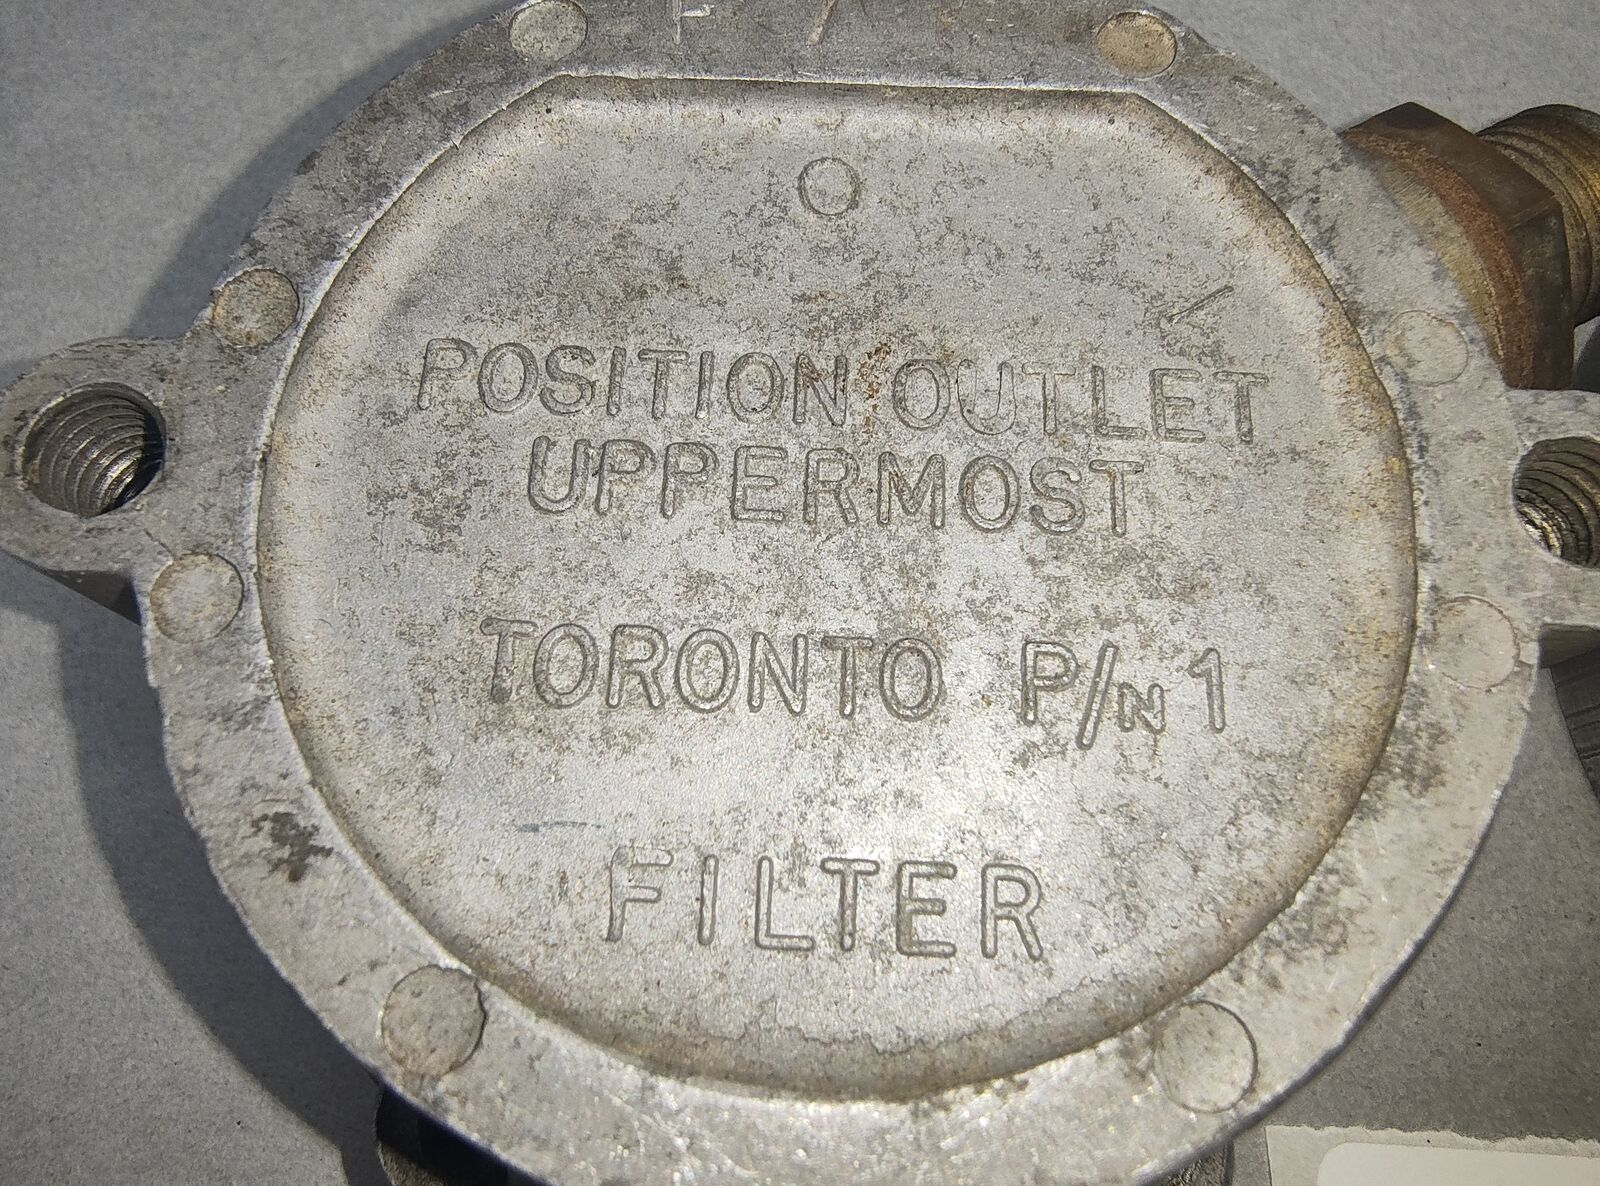 POSITION OUTLET
UPPERMOST
TORONTO P/N 1
FILTER